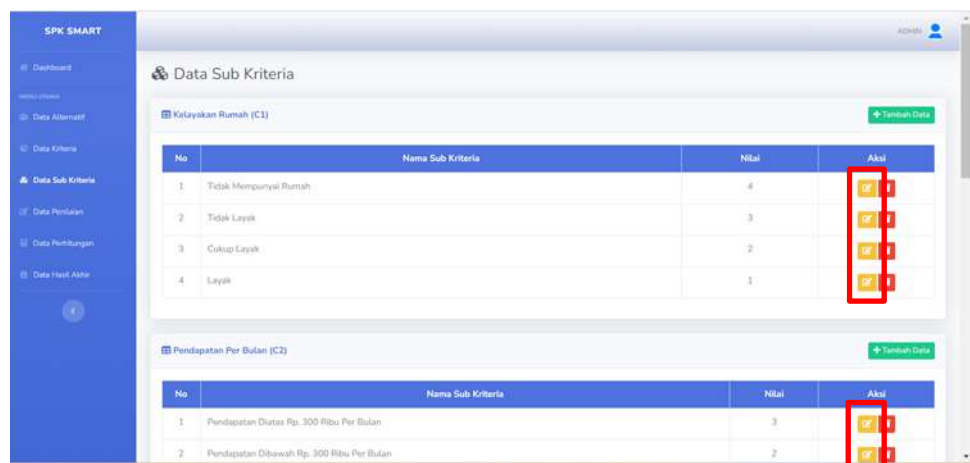 SPK SMART
ADMIN
Dashboard
Data Sub Kriteria
MENU UTAMA
Data Alternatif
Data Kriteria
Data Sub Kriteria
Data Penilaian
Data Perhitungan
Data Hasil Akhir
Kelayakan Rumah (C1)
Tambah Data
No Nama Sub Kriteria Nilai Aksi
1 Tidak Mempunyai Rumah 4
2 Tidak Layak 3
3 Cukup Layak 2
4 Layak 1
Pendapatan Per Bulan (C2)
Tambah Data
No Nama Sub Kriteria Nilai Aksi
1 Pendapatan Diatas Rp. 300 Ribu Per Bulan 3
2 Pendapatan Dibawah Rp. 300 Ribu Per Bulan 2